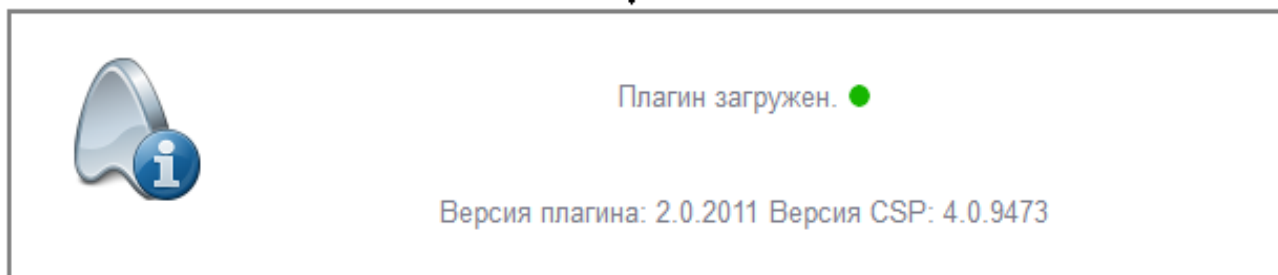 Плагин загружен.
Версия плагина: 2.0.2011 Версия CSP: 4.0.9473